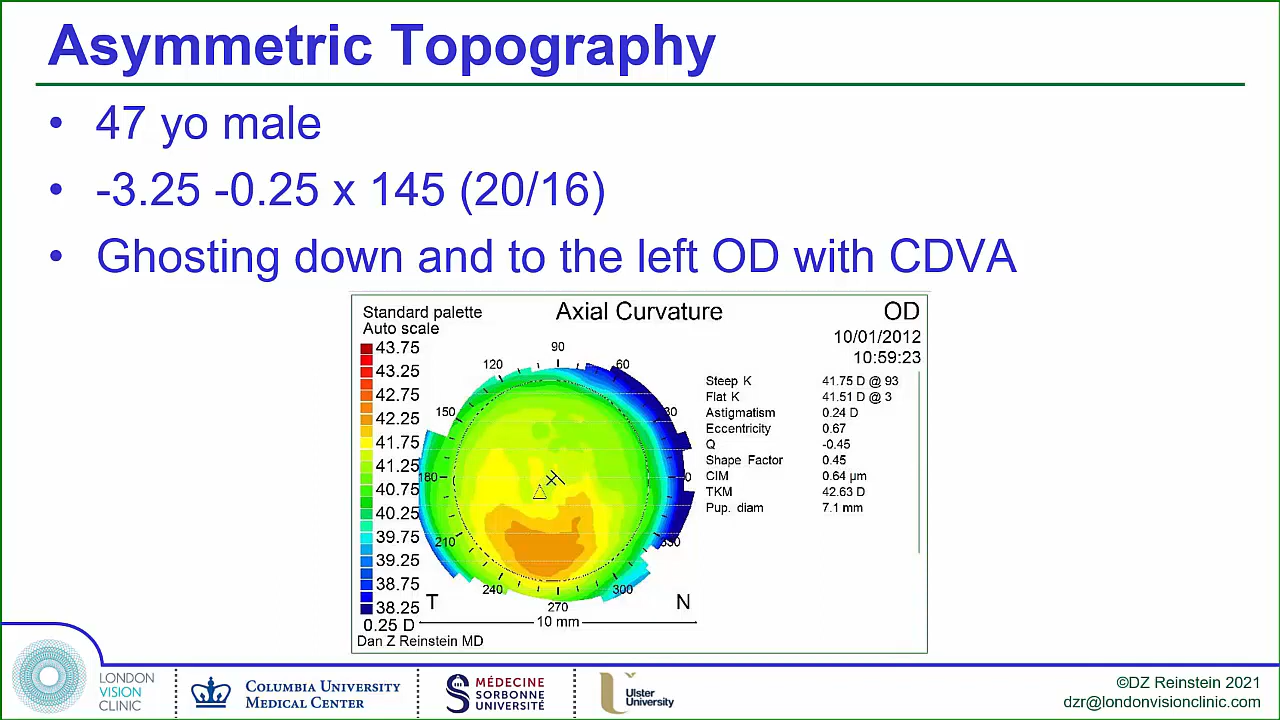 Asymmetric Topography
• 47 yo male
• -3.25 -0.25 x 145 (20/16)
• Ghosting down and to the left OD with CDVA
Standard palette
Auto scale
Axial Curvature
OD
10/01/2012
10:59:23
43.75
43.25
42.75
42.25
41.75
41.25
40.75
40.25
39.75
39.25
38.75
38.25
0.25 D
90
120
60
150
30
180
0
210
330
240
300
270
T
N
10 mm
Steep K 41.75 D @ 93
Flat K 41.51 D @ 3
Astigmatism 0.24 D
Eccentricity 0.67
Q -0.45
Shape Factor 0.45
CIM 0.64 µm
TKM 42.63 D
Pup. diam 7.1 mm
Dan Z Reinstein MD
LONDON
VISION
CLINIC
COLUMBIA UNIVERSITY
MEDICAL CENTER
MÉDECINE
SORBONNE
UNIVERSITÉ
Ulster
University
©DZ Reinstein 2021
dzr@londonvisionclinic.com